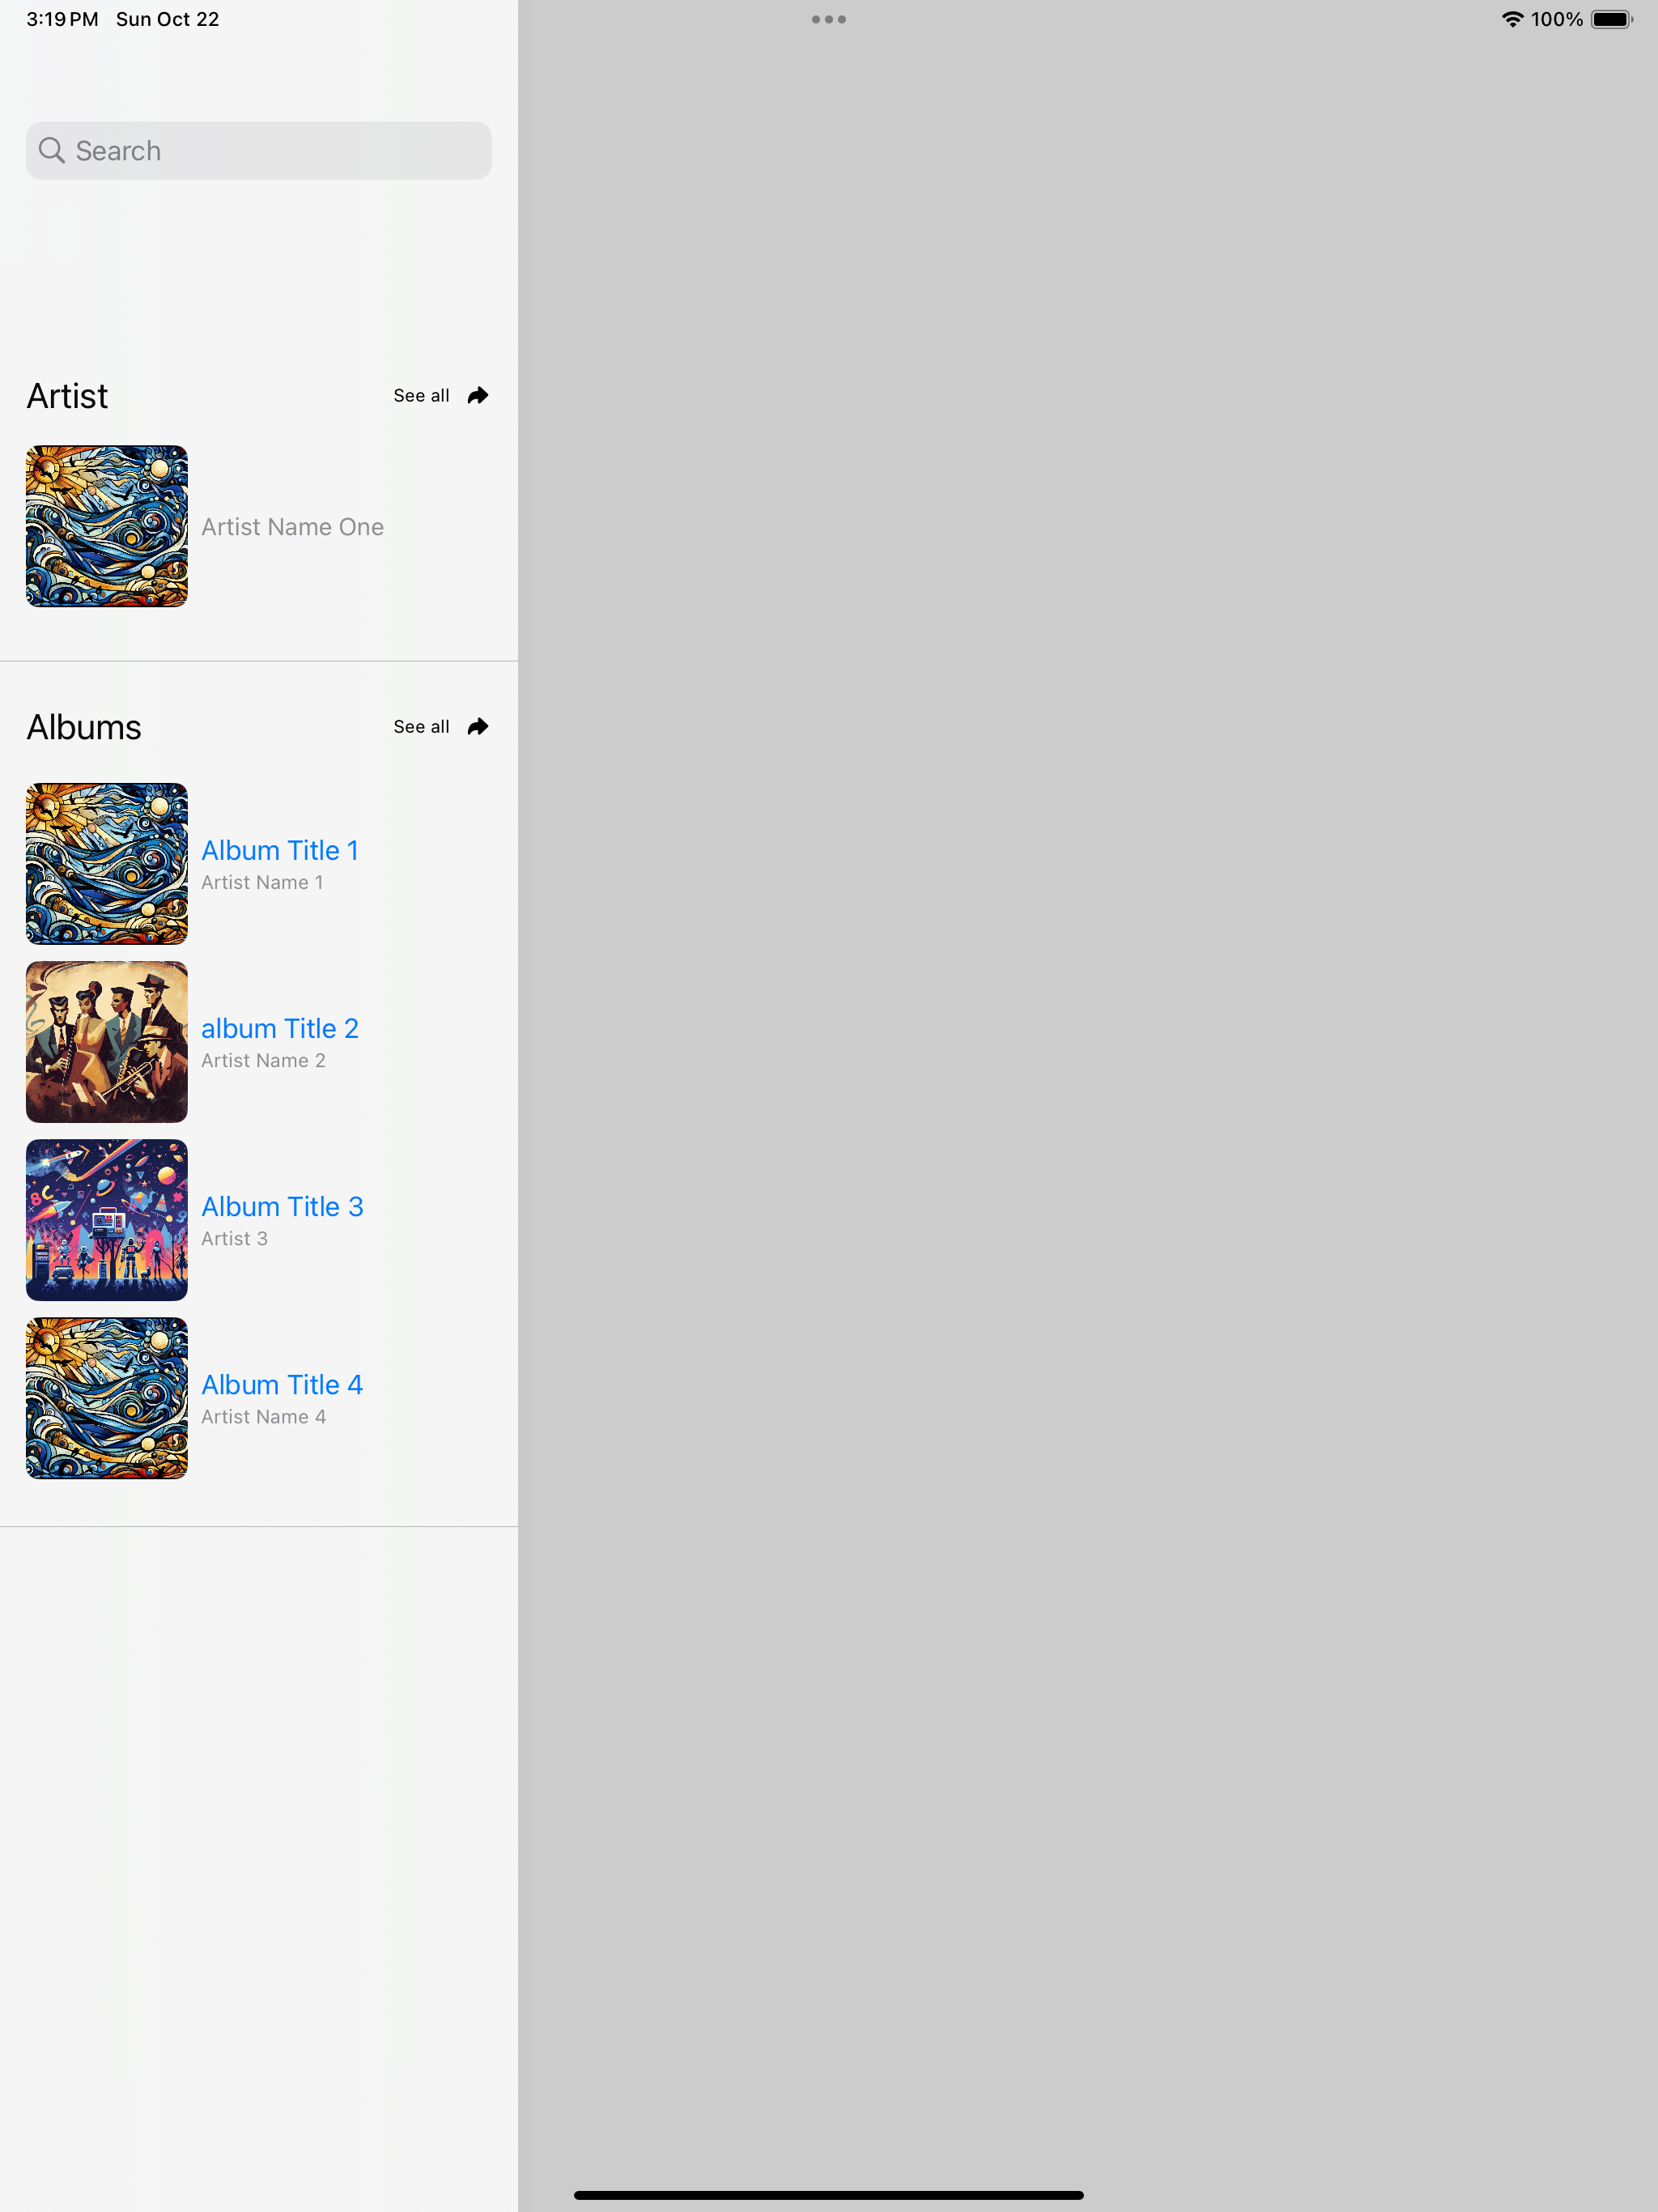 3:19 PM Sun Oct 22
100%
Search
Artist
See all
Artist Name One
Albums
See all
Album Title 1
Artist Name 1
album Title 2
Artist Name 2
Album Title 3
Artist 3
Album Title 4
Artist Name 4